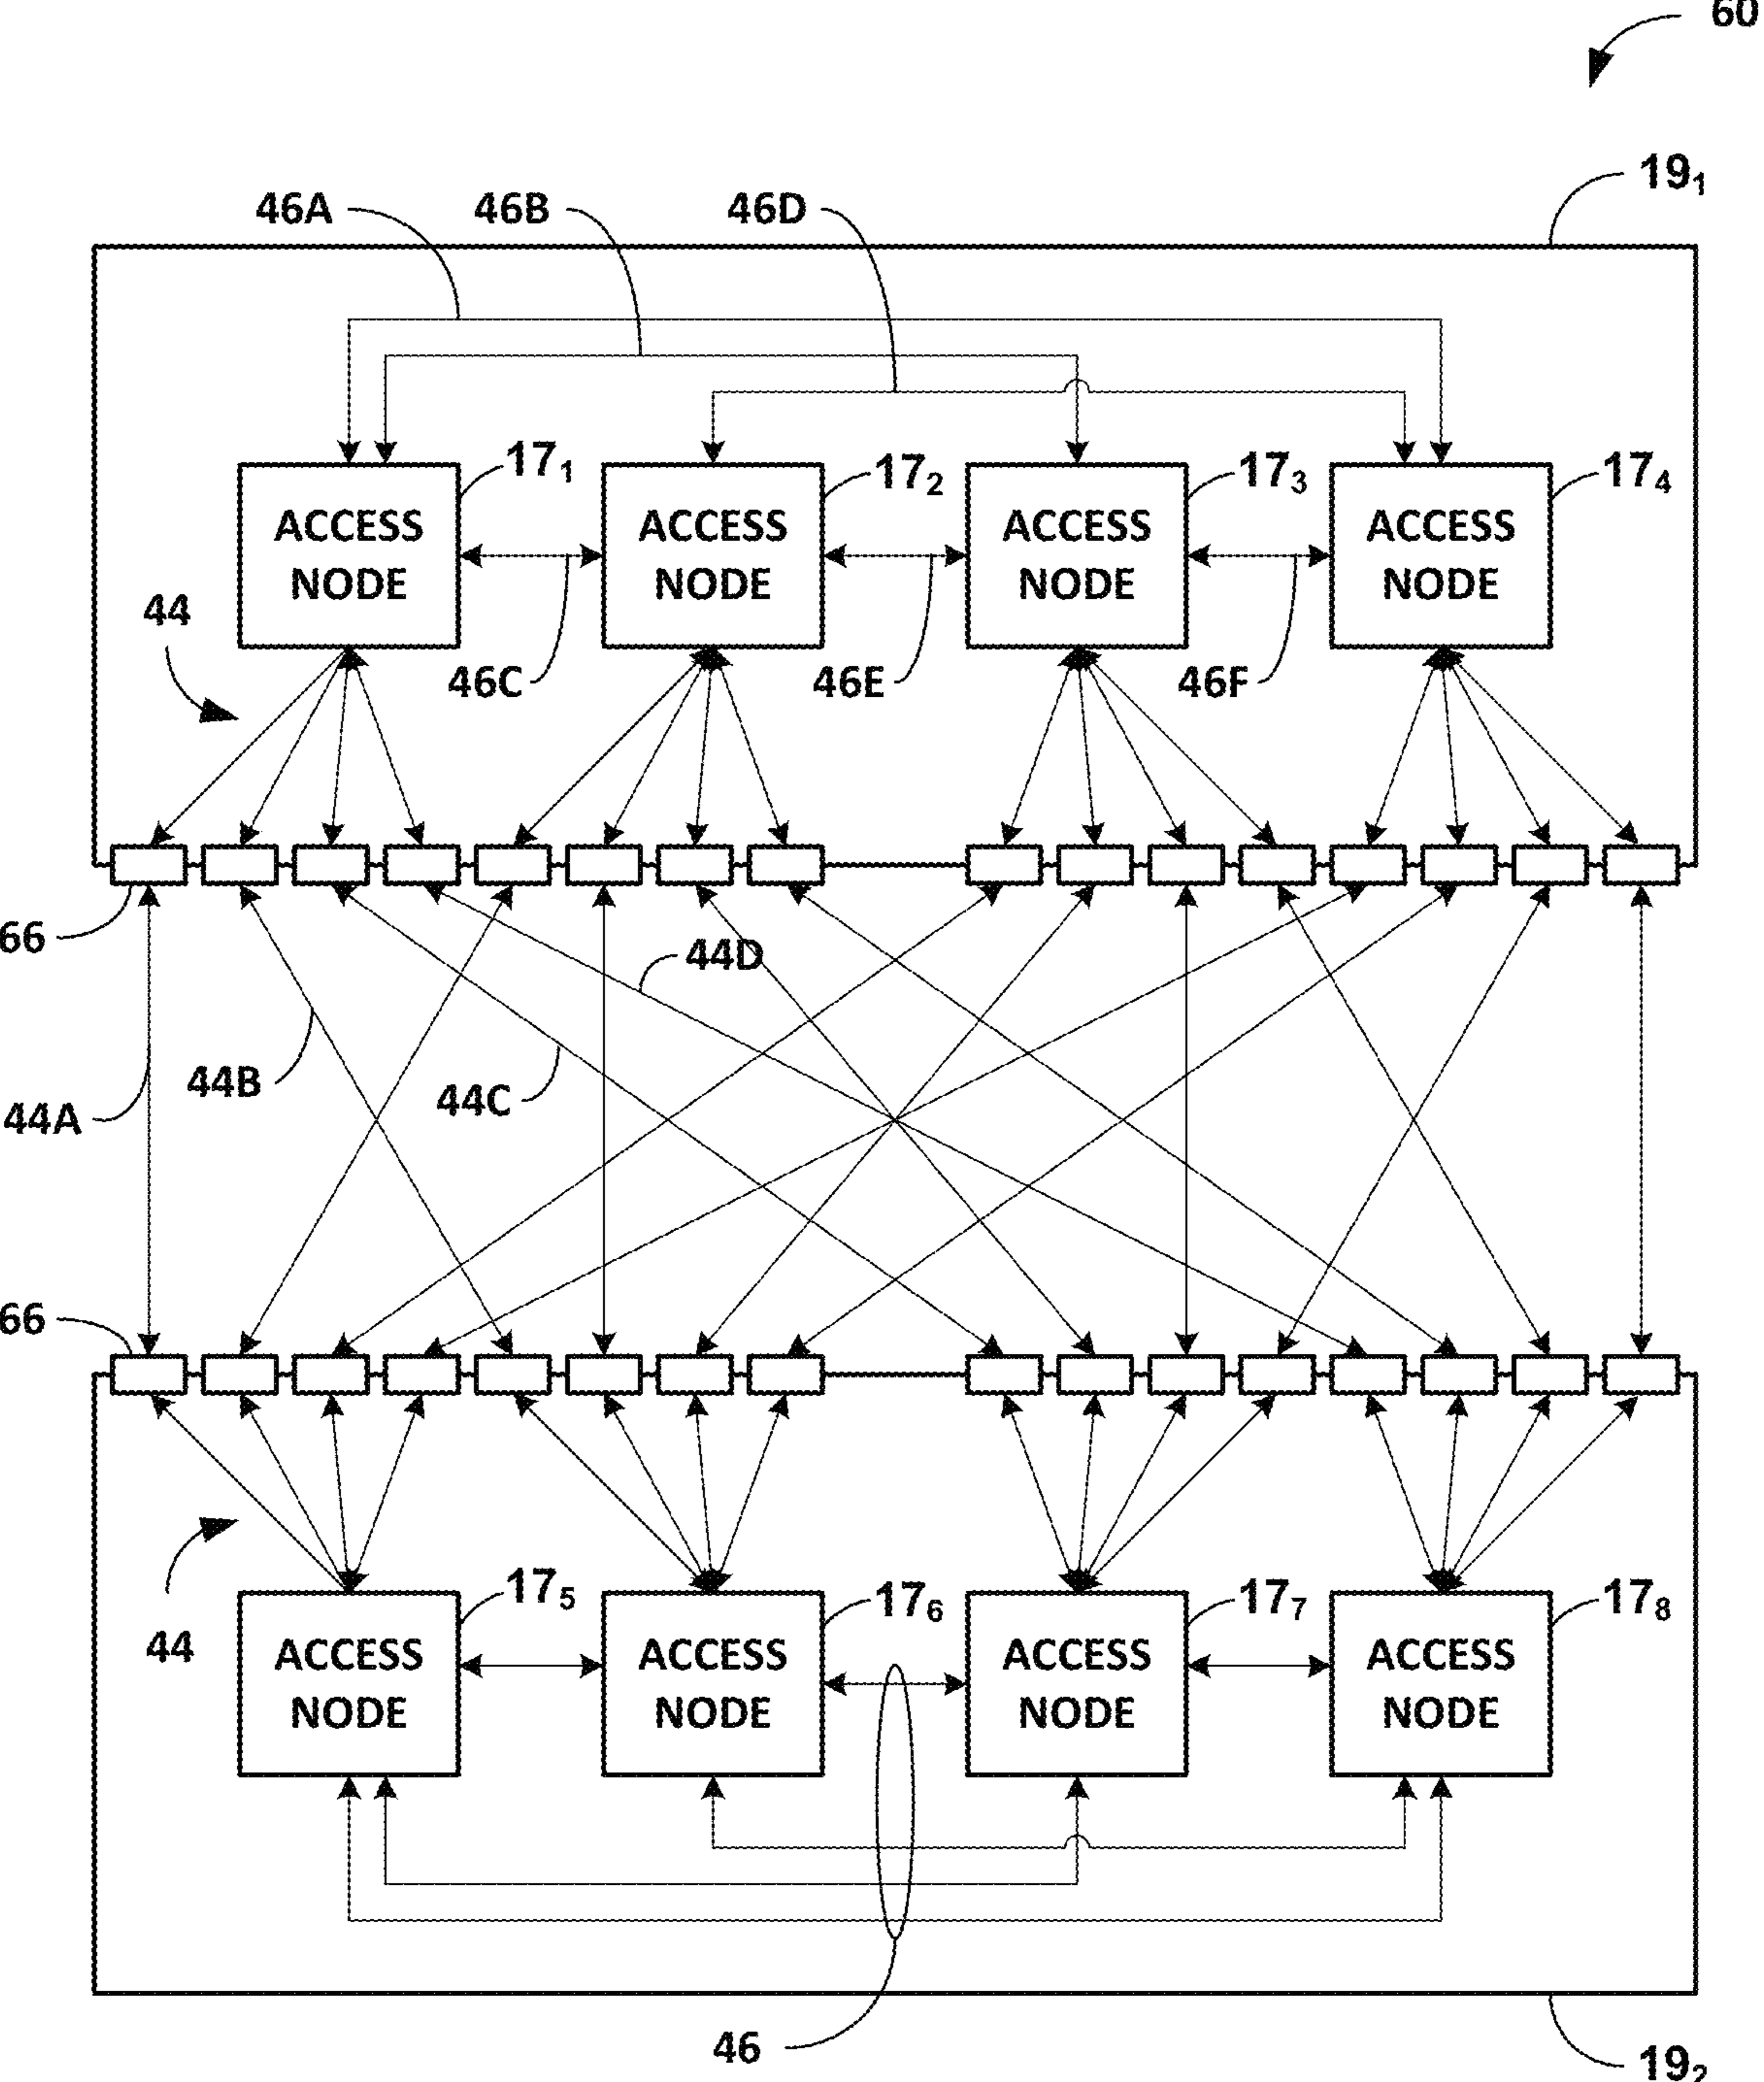 60
19₁
46A 46B 46D
17₁ 17₂ 17₃ 17₄
ACCESS ACCESS ACCESS ACCESS
NODE NODE NODE NODE
44
46C 46E 46F
66
44D
44B
44C
44A
66
44
17₅ 17₆ 17₇ 17₈
ACCESS ACCESS ACCESS ACCESS
NODE NODE NODE NODE
46
19₂